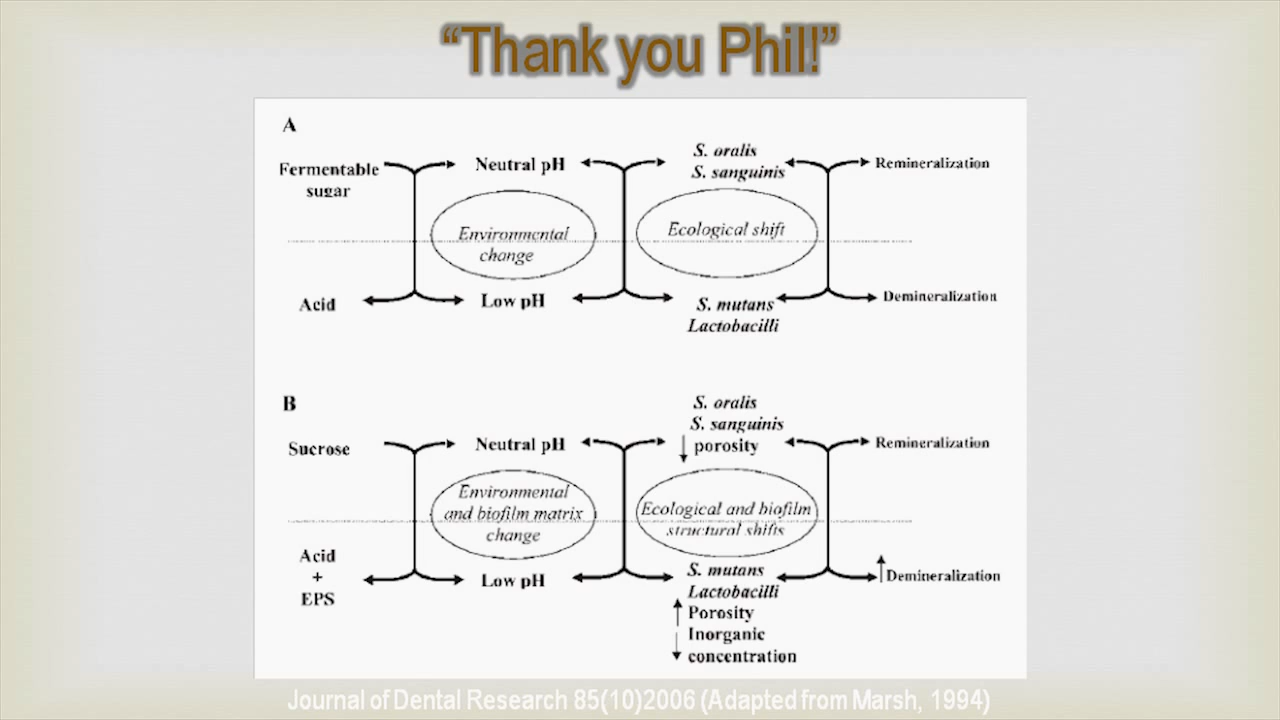 “Thank you Phil!”
A
Fermentable
sugar
Neutral pH
S. oralis
S. sanguinis
Remineralization
Environmental
change
Ecological shift
Acid
Low pH
S. mutans
Lactobacilli
Demineralization
B
Sucrose
Neutral pH
S. oralis
S. sanguinis
porosity
Remineralization
Environmental
and biofilm matrix
change
Ecological and biofilm
structural shifts
Acid
+
EPS
Low pH
S. mutans
Lactobacilli
Porosity
Inorganic
concentration
Demineralization
Journal of Dental Research 85(10)2006 (Adapted from Marsh, 1994)